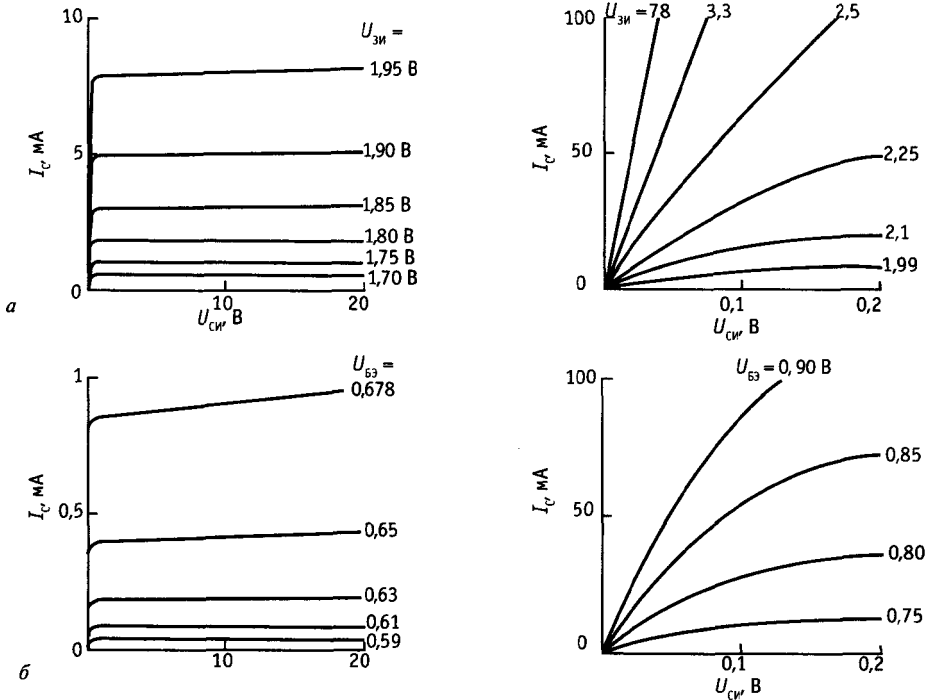 10
5
0
I_C, мА
U_ЗИ =
1,95 В
1,90 В
1,85 В
1,80 В
1,75 В
1,70 В
10
20
U_СИ, В
а
100
50
0
I_C, мА
U_ЗИ = 78
3,3
2,5
2,25
2,1
1,99
0,1
0,2
U_СИ, В
1
0,5
0
I_C, мА
U_БЭ =
0,678
0,65
0,63
0,61
0,59
10
20
б
100
50
0
I_C, мА
U_БЭ = 0,90 В
0,85
0,80
0,75
0,1
0,2
U_СИ, В